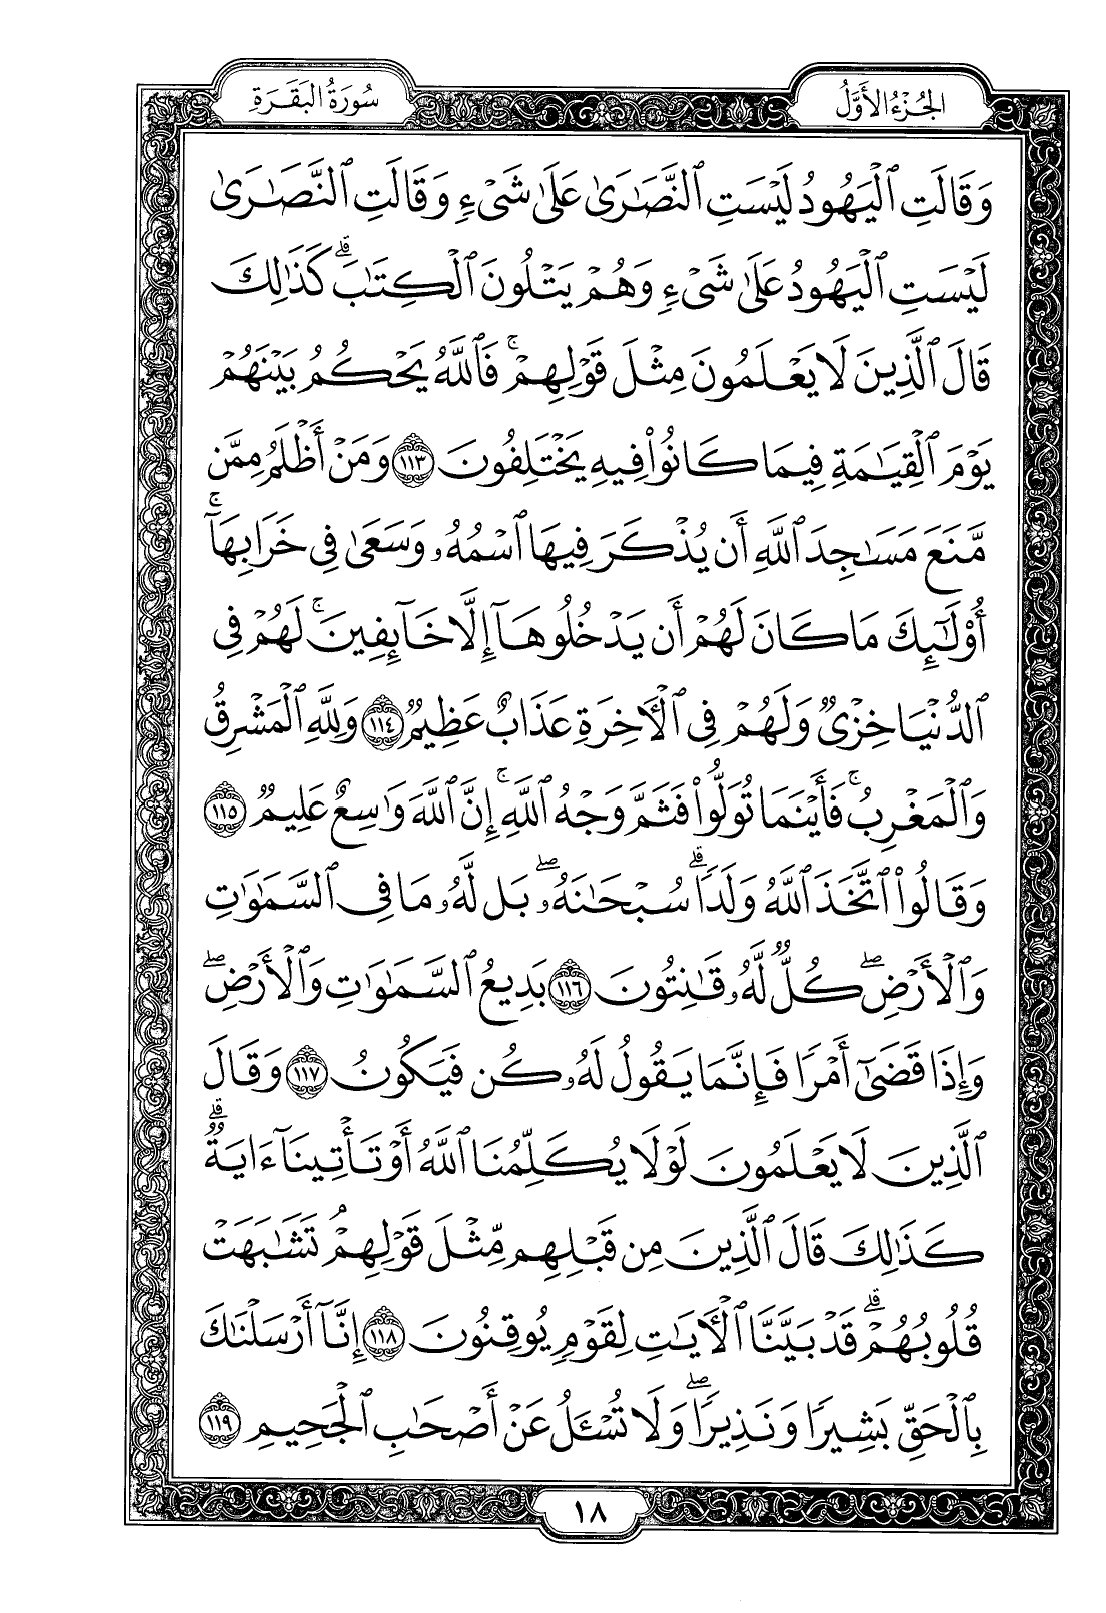 الجُزْءُ الأَوَّلُ
سُورَةُ البَقَرَةِ
وَقَالَتِ ٱلۡيَهُودُ لَيۡسَتِ ٱلنَّصَٰرَىٰ عَلَىٰ شَيۡءٖ وَقَالَتِ ٱلنَّصَٰرَىٰ
لَيۡسَتِ ٱلۡيَهُودُ عَلَىٰ شَيۡءٖ وَهُمۡ يَتۡلُونَ ٱلۡكِتَٰبَۗ كَذَٰلِكَ
قَالَ ٱلَّذِينَ لَا يَعۡلَمُونَ مِثۡلَ قَوۡلِهِمۡۚ فَٱللَّهُ يَحۡكُمُ بَيۡنَهُمۡ
يَوۡمَ ٱلۡقِيَٰمَةِ فِيمَا كَانُواْ فِيهِ يَخۡتَلِفُونَ ١١٣ وَمَنۡ أَظۡلَمُ مِمَّن
مَّنَعَ مَسَٰجِدَ ٱللَّهِ أَن يُذۡكَرَ فِيهَا ٱسۡمُهُۥ وَسَعَىٰ فِي خَرَابِهَآۚ
أُوْلَٰٓئِكَ مَا كَانَ لَهُمۡ أَن يَدۡخُلُوهَآ إِلَّا خَآئِفِينَۚ لَهُمۡ فِي
ٱلدُّنۡيَا خِزۡيٞ وَلَهُمۡ فِي ٱلۡأٓخِرَةِ عَذَابٌ عَظِيمٞ ١١٤ وَلِلَّهِ ٱلۡمَشۡرِقُ
وَٱلۡمَغۡرِبُۚ فَأَيۡنَمَا تُوَلُّواْ فَثَمَّ وَجۡهُ ٱللَّهِۚ إِنَّ ٱللَّهَ وَٰسِعٌ عَلِيمٞ ١١٥
وَقَالُواْ ٱتَّخَذَ ٱللَّهُ وَلَدٗاۗ سُبۡحَٰنَهُۥۖ بَل لَّهُۥ مَا فِي ٱلسَّمَٰوَٰتِ
وَٱلۡأَرۡضِۖ كُلّٞ لَّهُۥ قَٰنِتُونَ ١١٦ بَدِيعُ ٱلسَّمَٰوَٰتِ وَٱلۡأَرۡضِۖ
وَإِذَا قَضَىٰٓ أَمۡرٗا فَإِنَّمَا يَقُولُ لَهُۥ كُن فَيَكُونُ ١١٧ وَقَالَ
ٱلَّذِينَ لَا يَعۡلَمُونَ لَوۡلَا يُكَلِّمُنَا ٱللَّهُ أَوۡ تَأۡتِينَآ ءَايَةٞۗ
كَذَٰلِكَ قَالَ ٱلَّذِينَ مِن قَبۡلِهِم مِّثۡلَ قَوۡلِهِمۡۘ تَشَٰبَهَتۡ
قُلُوبُهُمۡۗ قَدۡ بَيَّنَّا ٱلۡأٓيَٰتِ لِقَوۡمٖ يُوقِنُونَ ١١٨ إِنَّآ أَرۡسَلۡنَٰكَ
بِٱلۡحَقِّ بَشِيرٗا وَنَذِيرٗاۖ وَلَا تُسۡـَٔلُ عَنۡ أَصۡحَٰبِ ٱلۡجَحِيمِ ١١٩
١٨